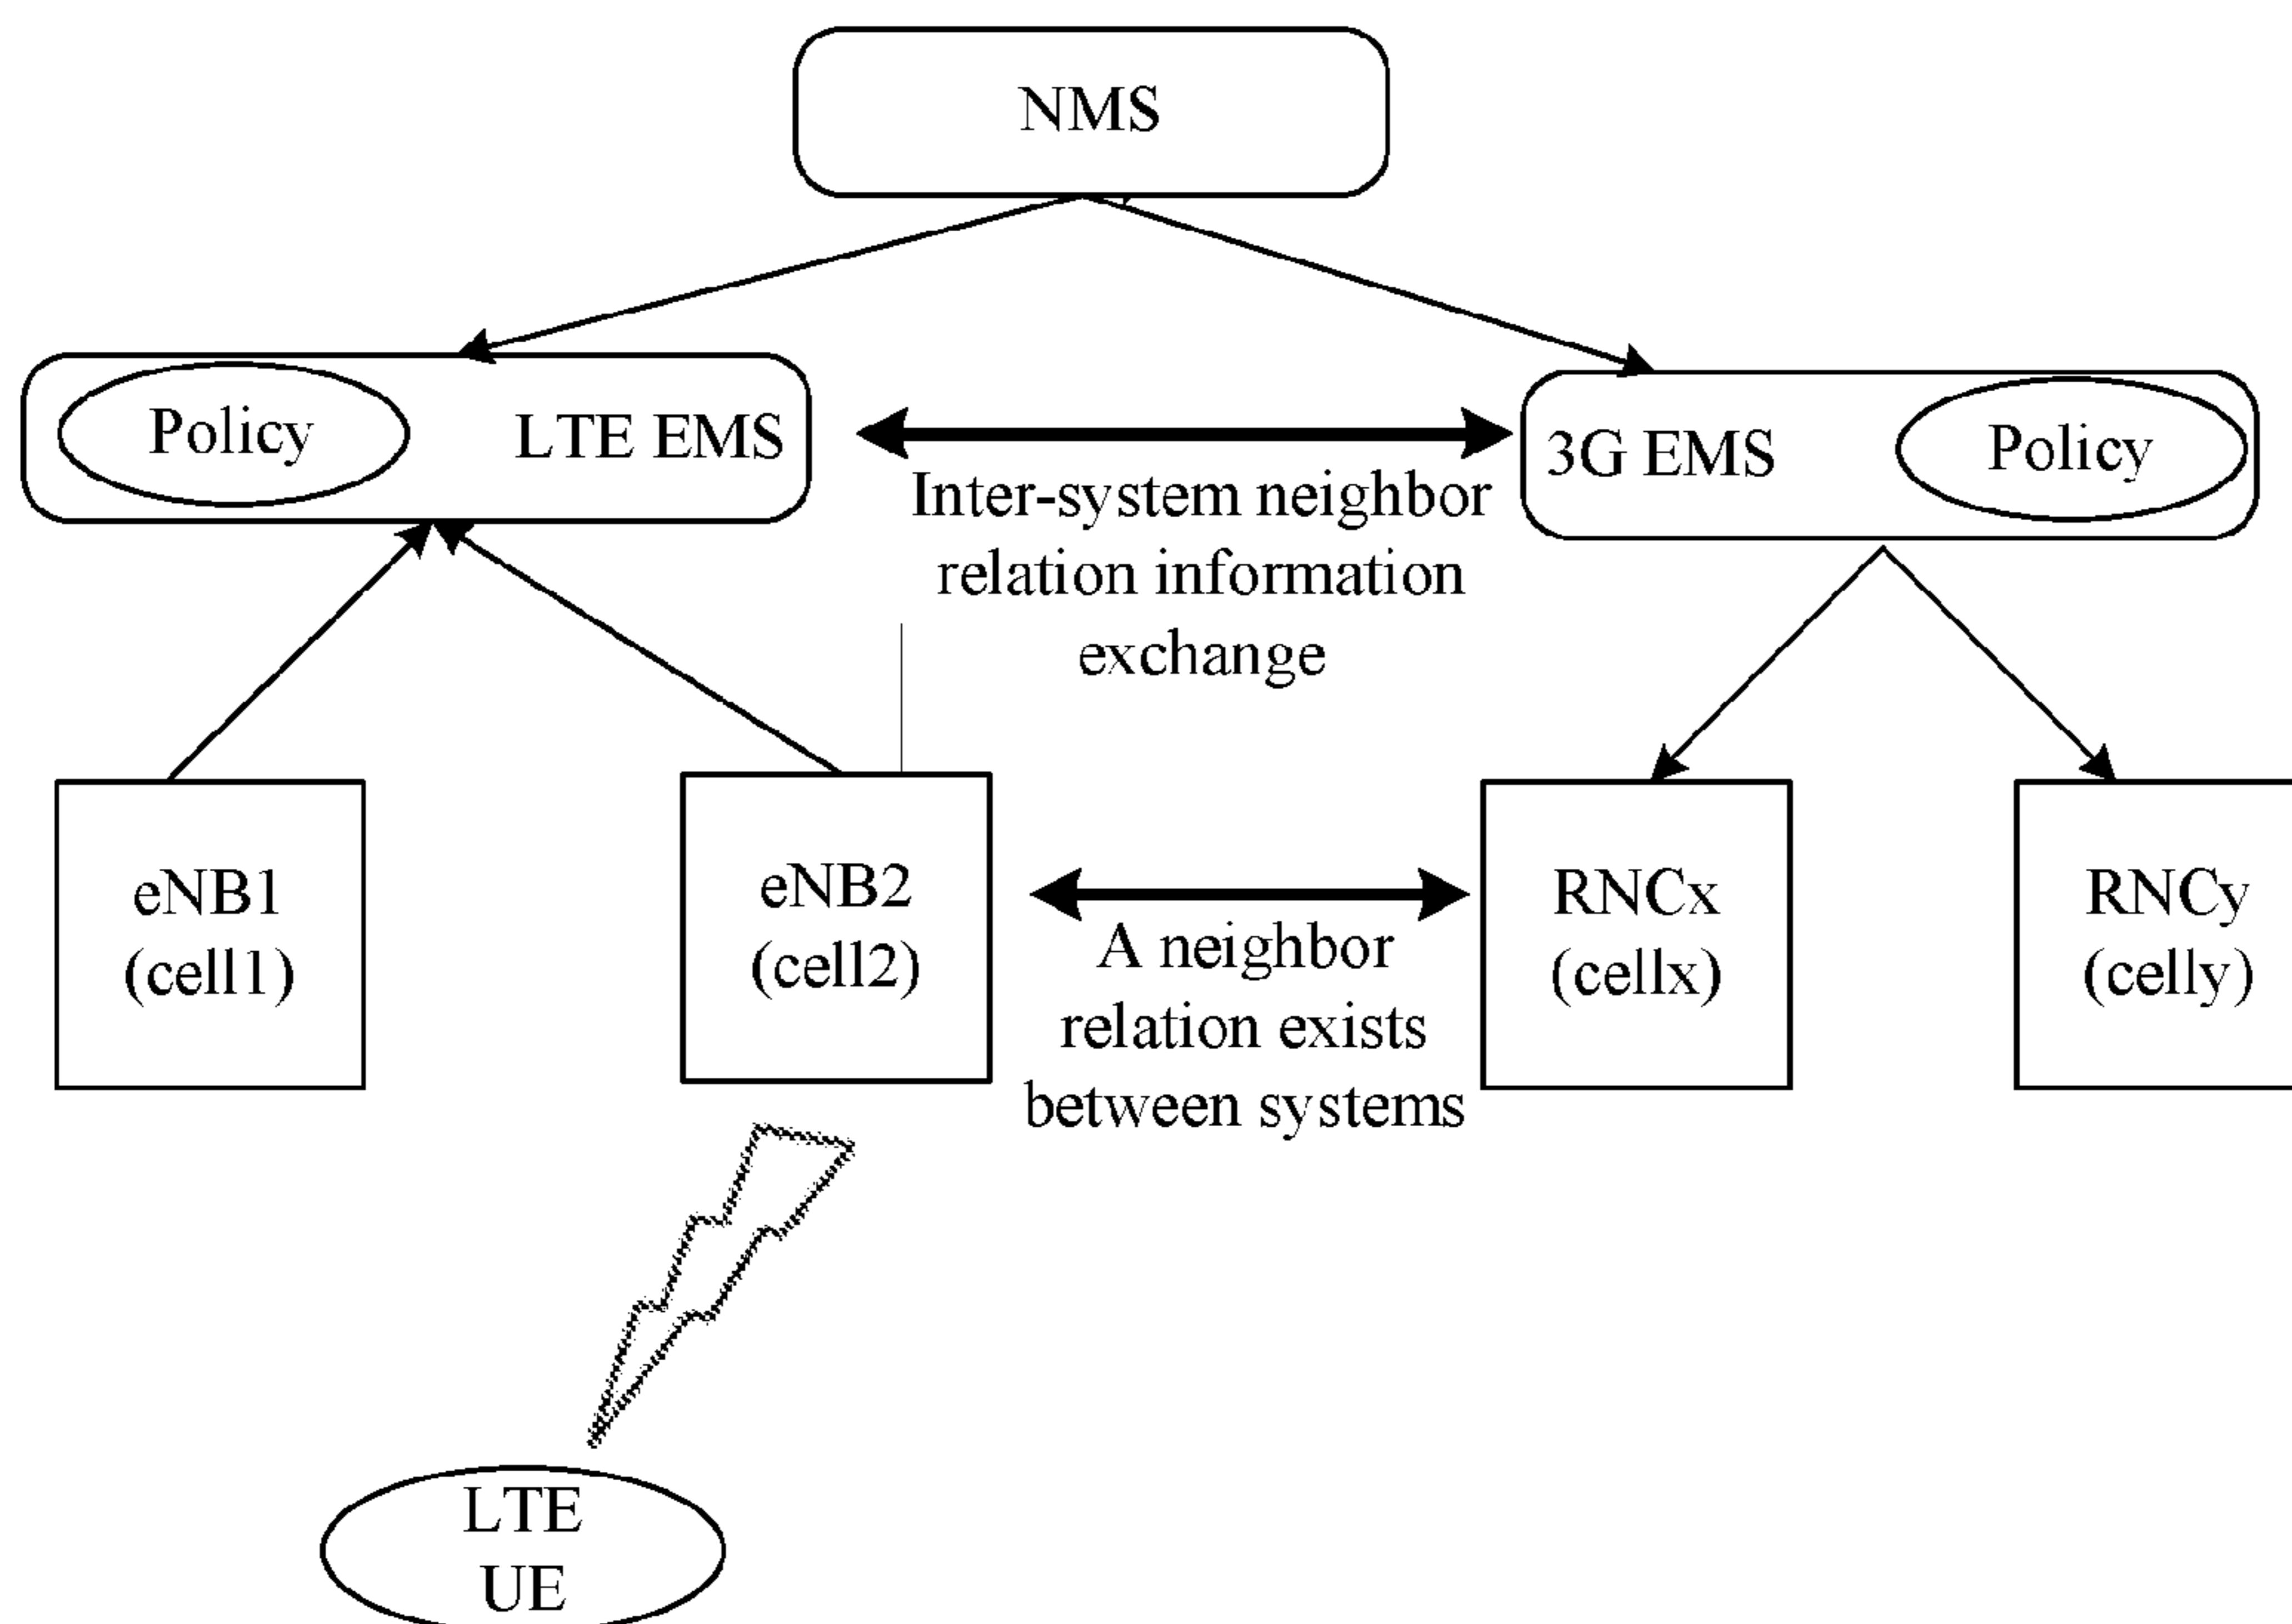 NMS
Policy
LTE EMS
3G EMS
Policy
Inter-system neighbor
relation information
exchange
eNB1
(cell1)
eNB2
(cell2)
A neighbor
relation exists
between systems
RNCx
(cellx)
RNCy
(celly)
LTE
UE